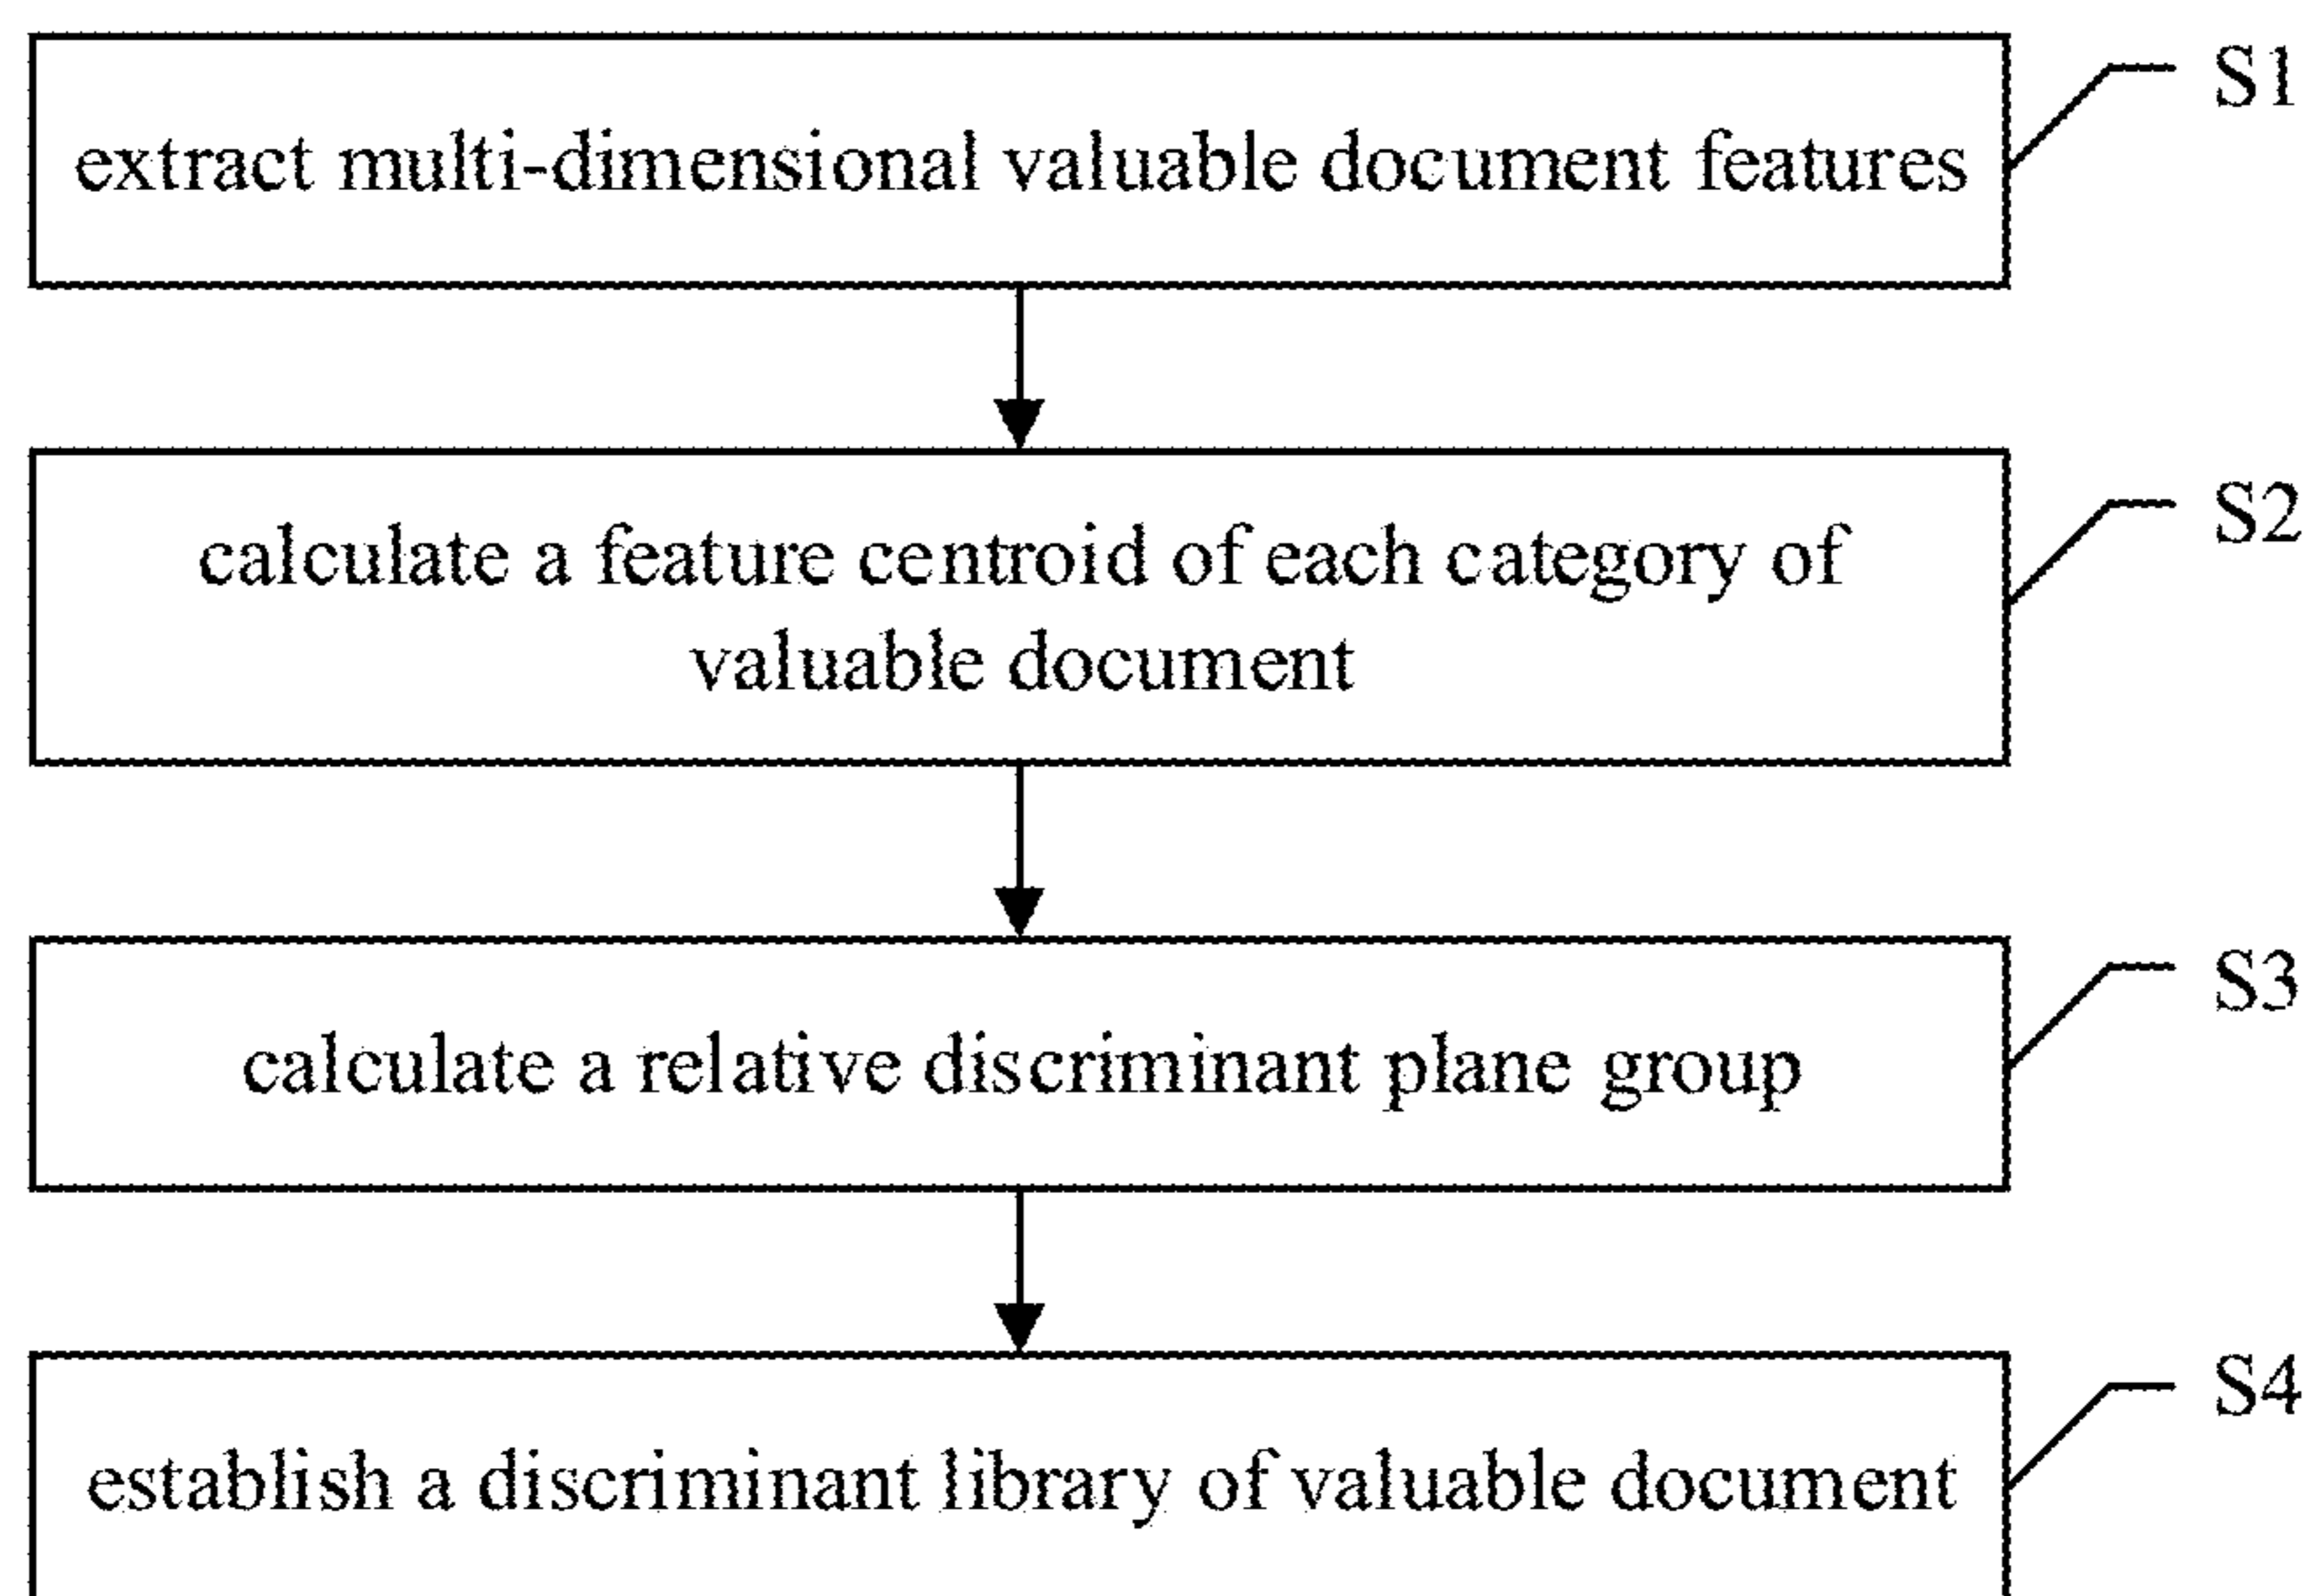 extract multi-dimensional valuable document features
S1
calculate a feature centroid of each category of
valuable document
S2
calculate a relative discriminant plane group
S3
establish a discriminant library of valuable document
S4